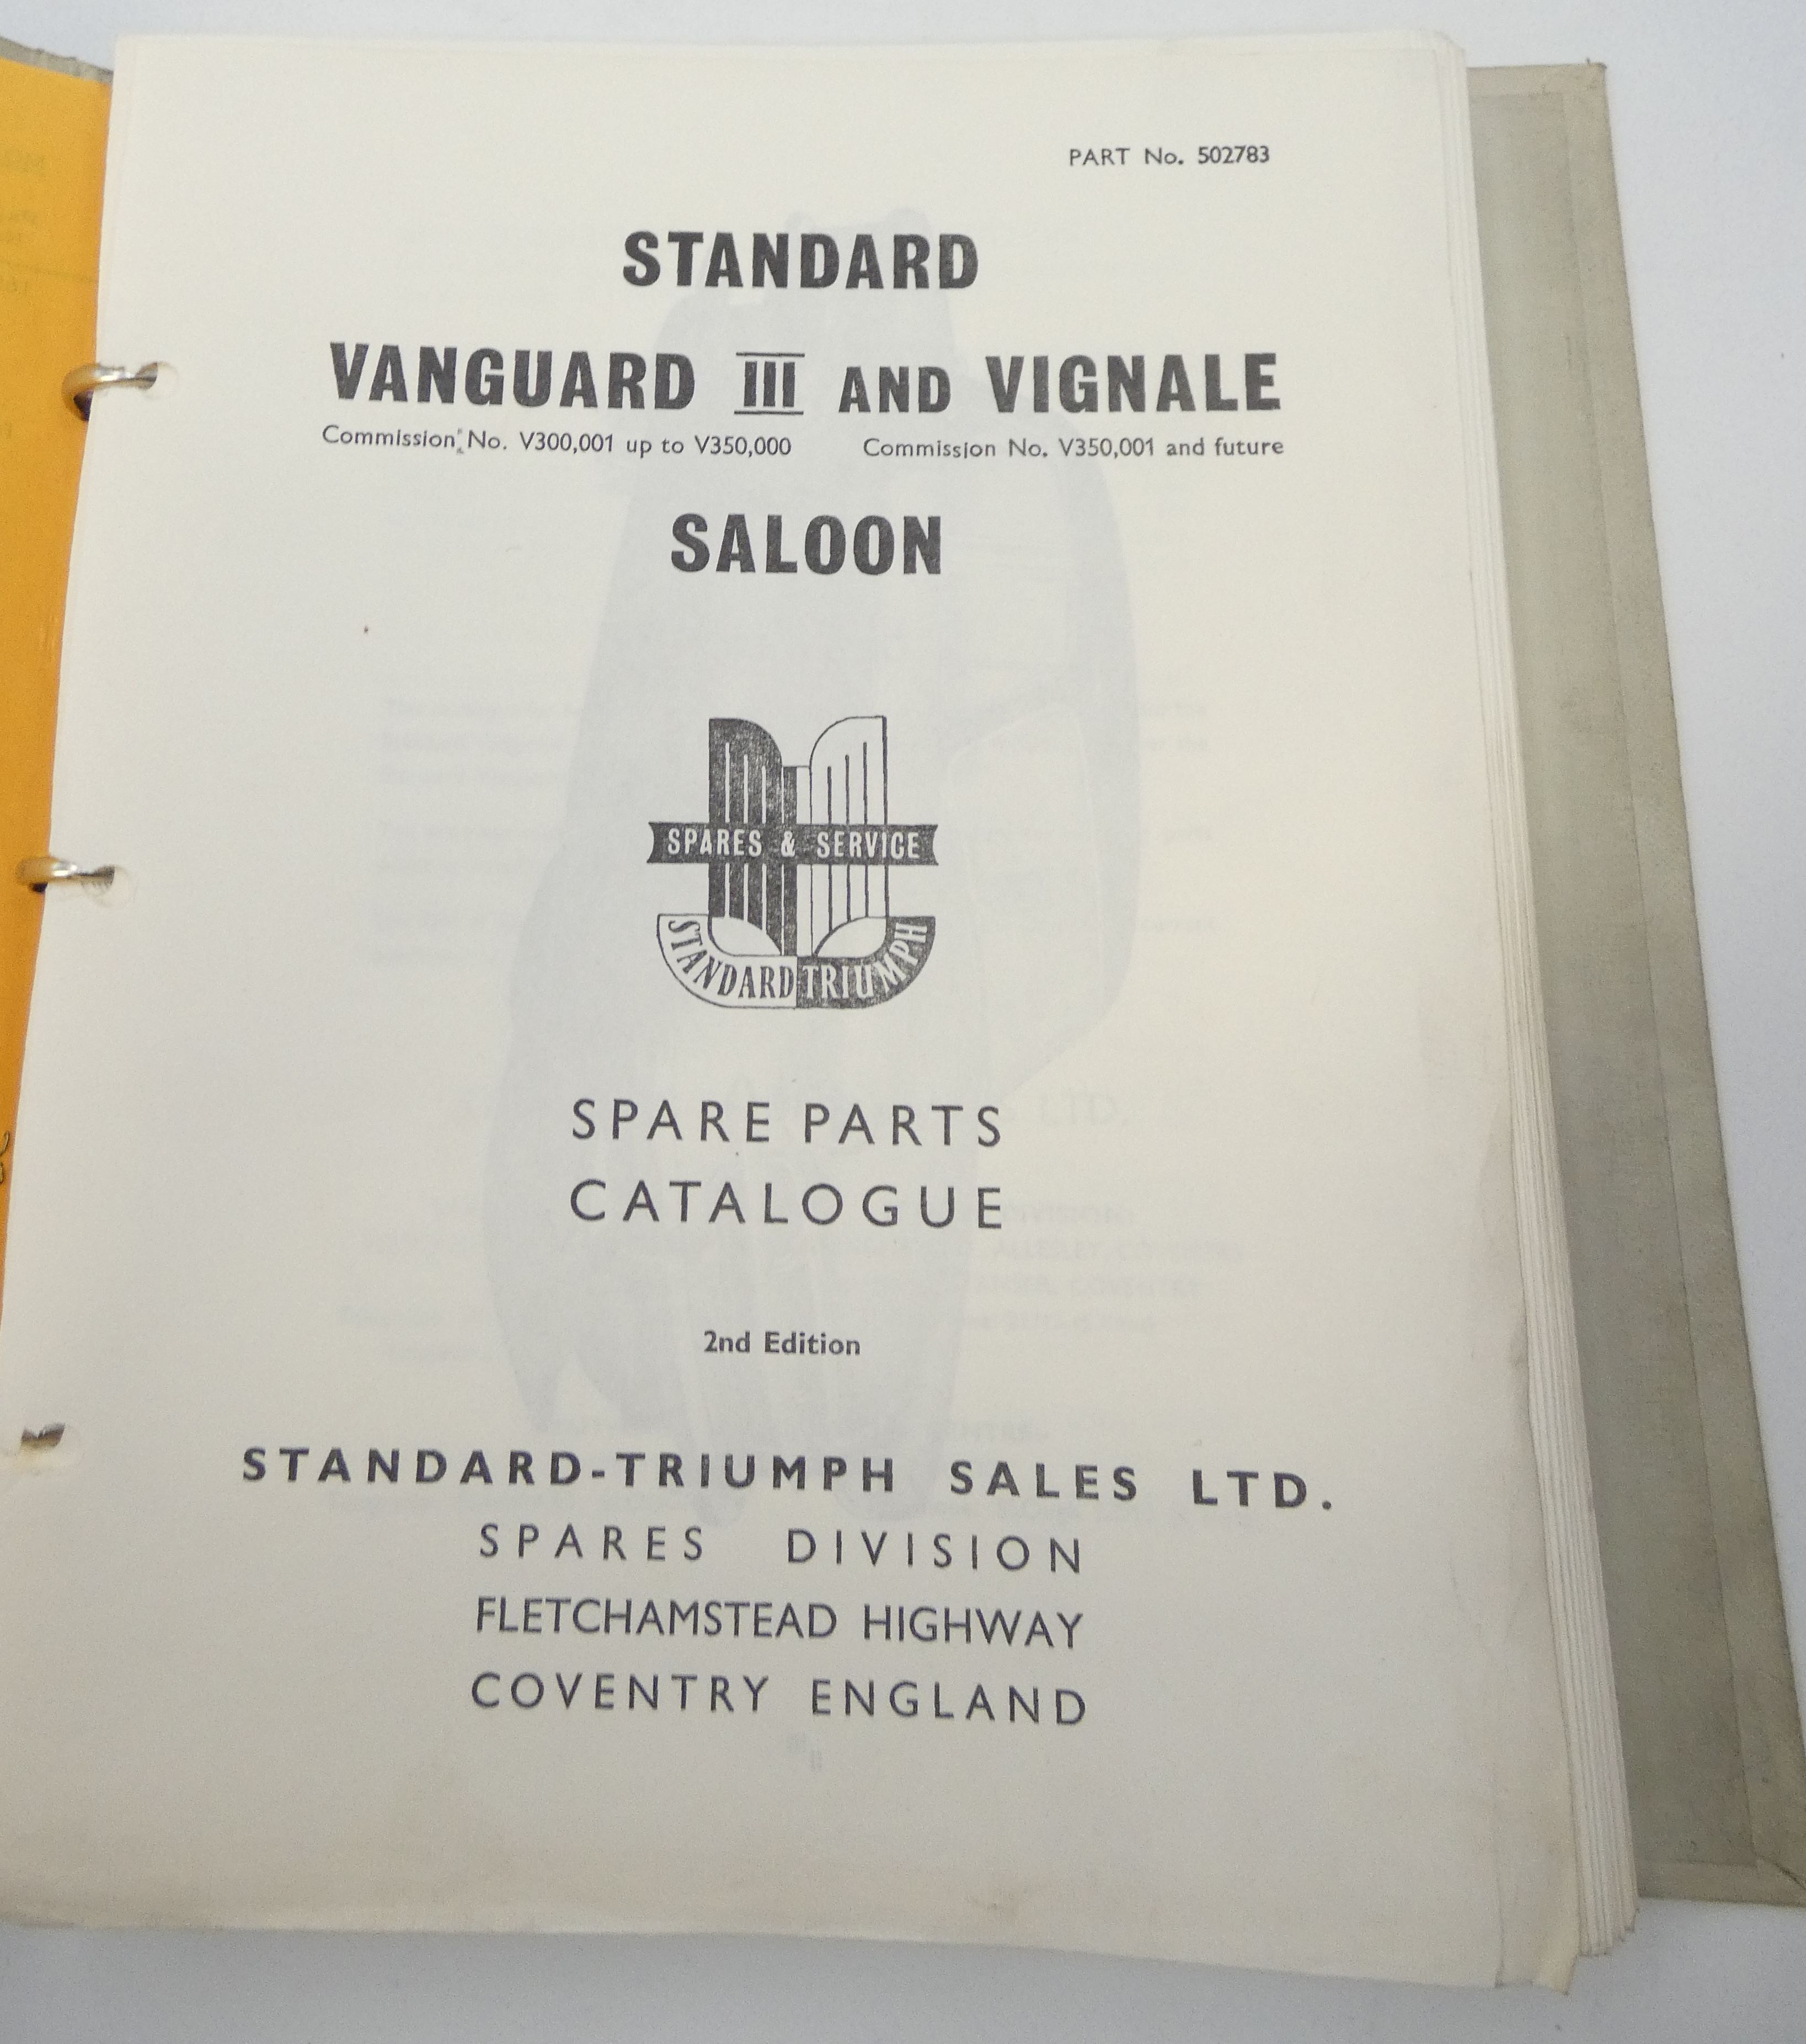 PART No. 502783
STANDARD
VANGUARD III AND VIGNALE
Commission No. V300,001 up to V350,000 Commission No. V350,001 and future
SALOON
SPARES & SERVICE
STANDARD TRIUMPH
SPARE PARTS
CATALOGUE
2nd Edition
STANDARD-TRIUMPH SALES LTD.
SPARES DIVISION
FLETCHAMSTEAD HIGHWAY
COVENTRY ENGLAND